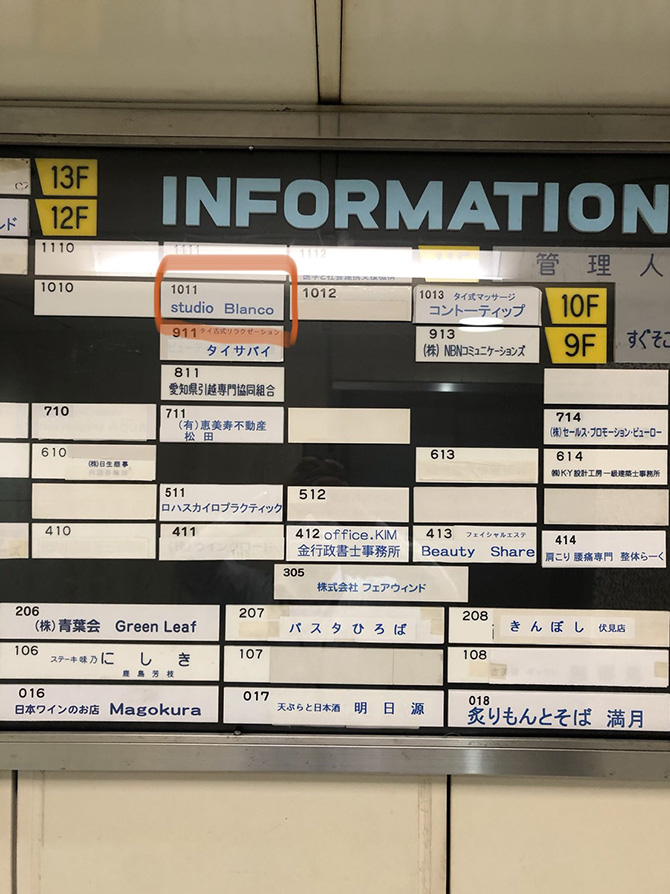 13F
INFORMATION
12F
ルド
1110
1111
1112
管理人
1010
1011
studio Blanco
1012
1013 タイ式マッサージ
コントーティップ
10F
911 タイ古式リラクゼーション
タイサバイ
913
(株) NBNコミュニケーションズ
9F
すぐそこ
811
愛知県引越専門協同組合
710
711
(有)恵美寿不動産
松田
714
(株)セールス・プロモーション・ビューロー
610
(株)日生商事
613
614
(株)K・Y設計工房一級建築士事務所
511
ロハスカイロプラクティック
512
410
411
412 office.KIM
金行政書士事務所
413 フェイシャルエステ
Beauty Share
414
肩こり 腰痛専門 整体らーく
305
株式会社 フェアウィンド
206
(株)青葉会 Green Leaf
207
パスタひろば
208
きんぼし 伏見店
106
ステーキ味乃 にしき
鹿島芳枝
107
108
016
日本ワインのお店 Magokura
017
天ぷらと日本酒 明日源
018
炙りもんとそば 満月